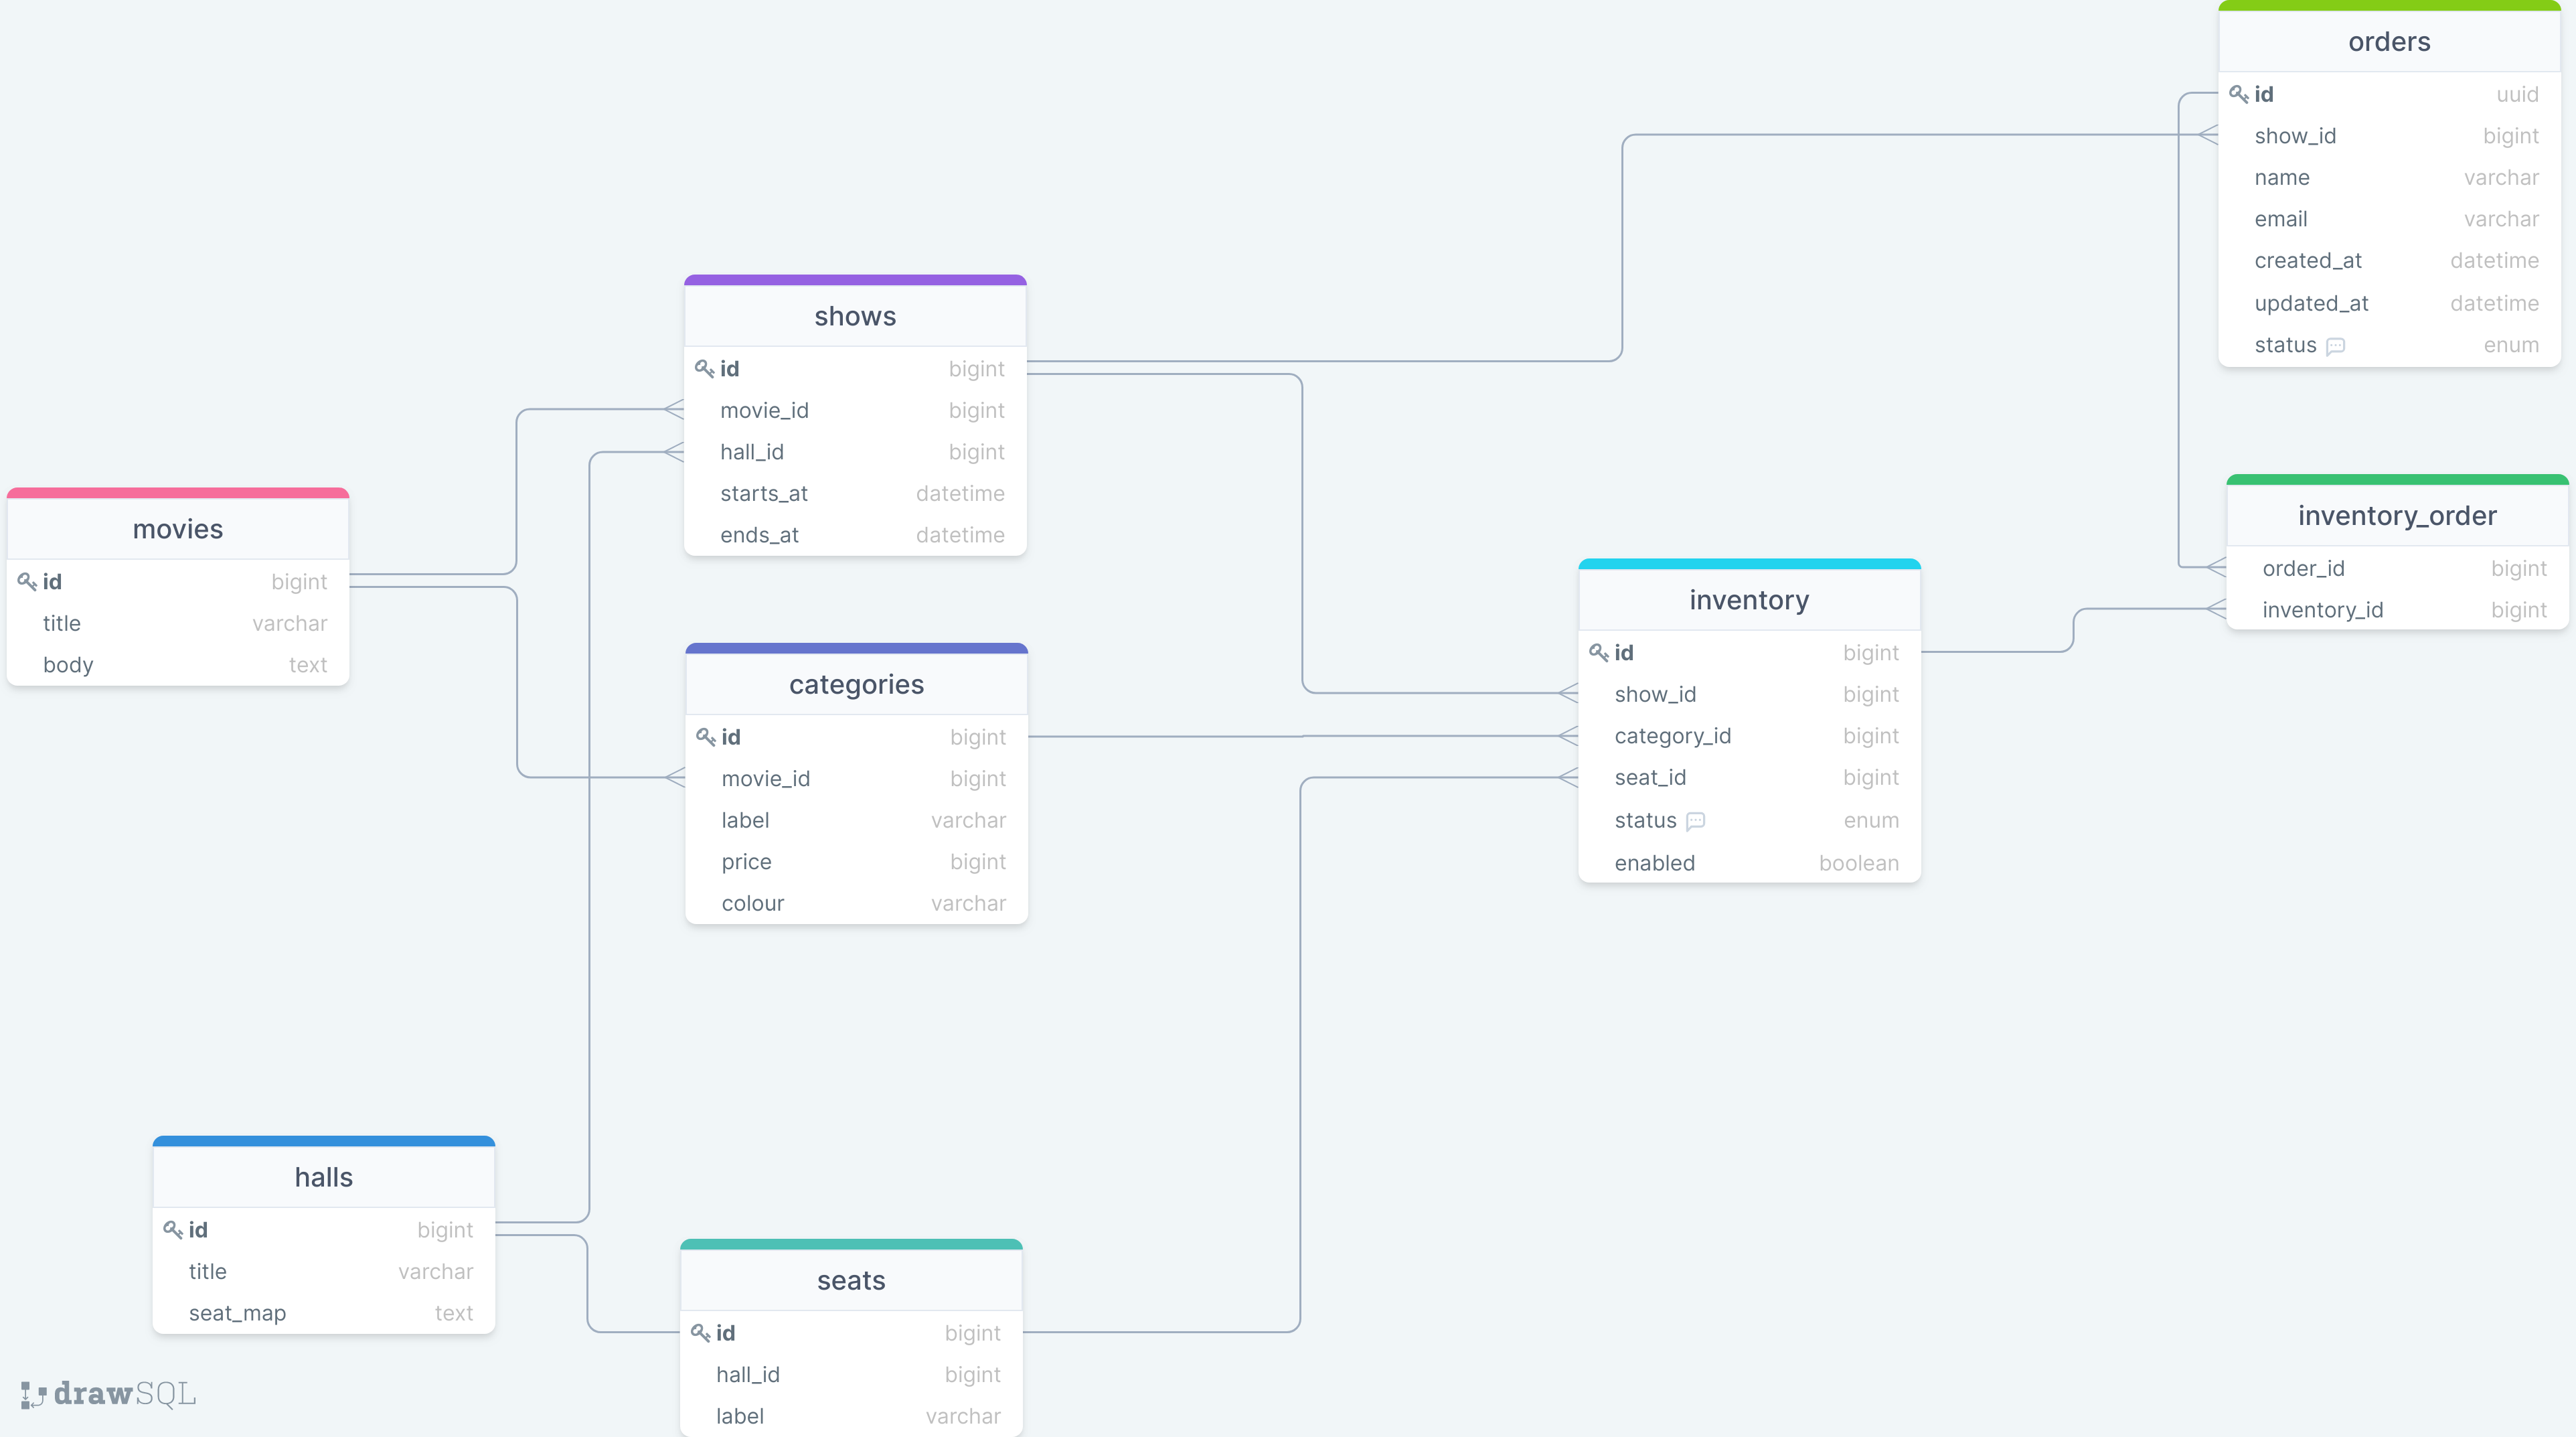 orders
id uuid
show_id bigint
name varchar
email varchar
created_at datetime
updated_at datetime
status enum
shows
id bigint
movie_id bigint
hall_id bigint
starts_at datetime
ends_at datetime
movies
id bigint
title varchar
body text
inventory_order
order_id bigint
inventory_id bigint
inventory
id bigint
show_id bigint
category_id bigint
seat_id bigint
status enum
enabled boolean
categories
id bigint
movie_id bigint
label varchar
price bigint
colour varchar
halls
id bigint
title varchar
seat_map text
seats
id bigint
hall_id bigint
label varchar
drawSQL